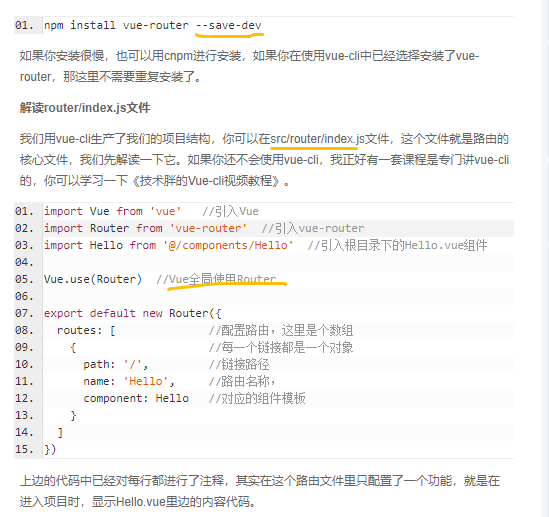 01. npm install vue-router --save-dev
如果你安装很慢，也可以用cnpm进行安装，如果你在使用vue-cli中已经选择安装了vue-
router，那这里不需要重复安装了。
解读router/index.js文件
我们用vue-cli生产了我们的项目结构，你可以在src/router/index.js文件，这个文件就是路由的
核心文件，我们先解读一下它。如果你还不会使用vue-cli，我正好有一套课程是专门讲vue-cli
的，你可以学习一下《技术胖的Vue-cli视频教程》。
01. import Vue from 'vue'   //引入Vue
02. import Router from 'vue-router'  //引入vue-router
03. import Hello from '@/components/Hello'  //引入根目录下的Hello.vue组件
04.
05. Vue.use(Router)  //Vue全局使用Router
06.
07. export default new Router({
08.   routes: [              //配置路由，这里是个数组
09.     {                    //每一个链接都是一个对象
10.       path: '/',         //链接路径
11.       name: 'Hello',     //路由名称，
12.       component: Hello   //对应的组件模板
13.     }
14.   ]
15. })
上边的代码中已经对每行都进行了注释，其实在这个路由文件里只配置了一个功能，就是在
进入项目时，显示Hello.vue里边的内容代码。